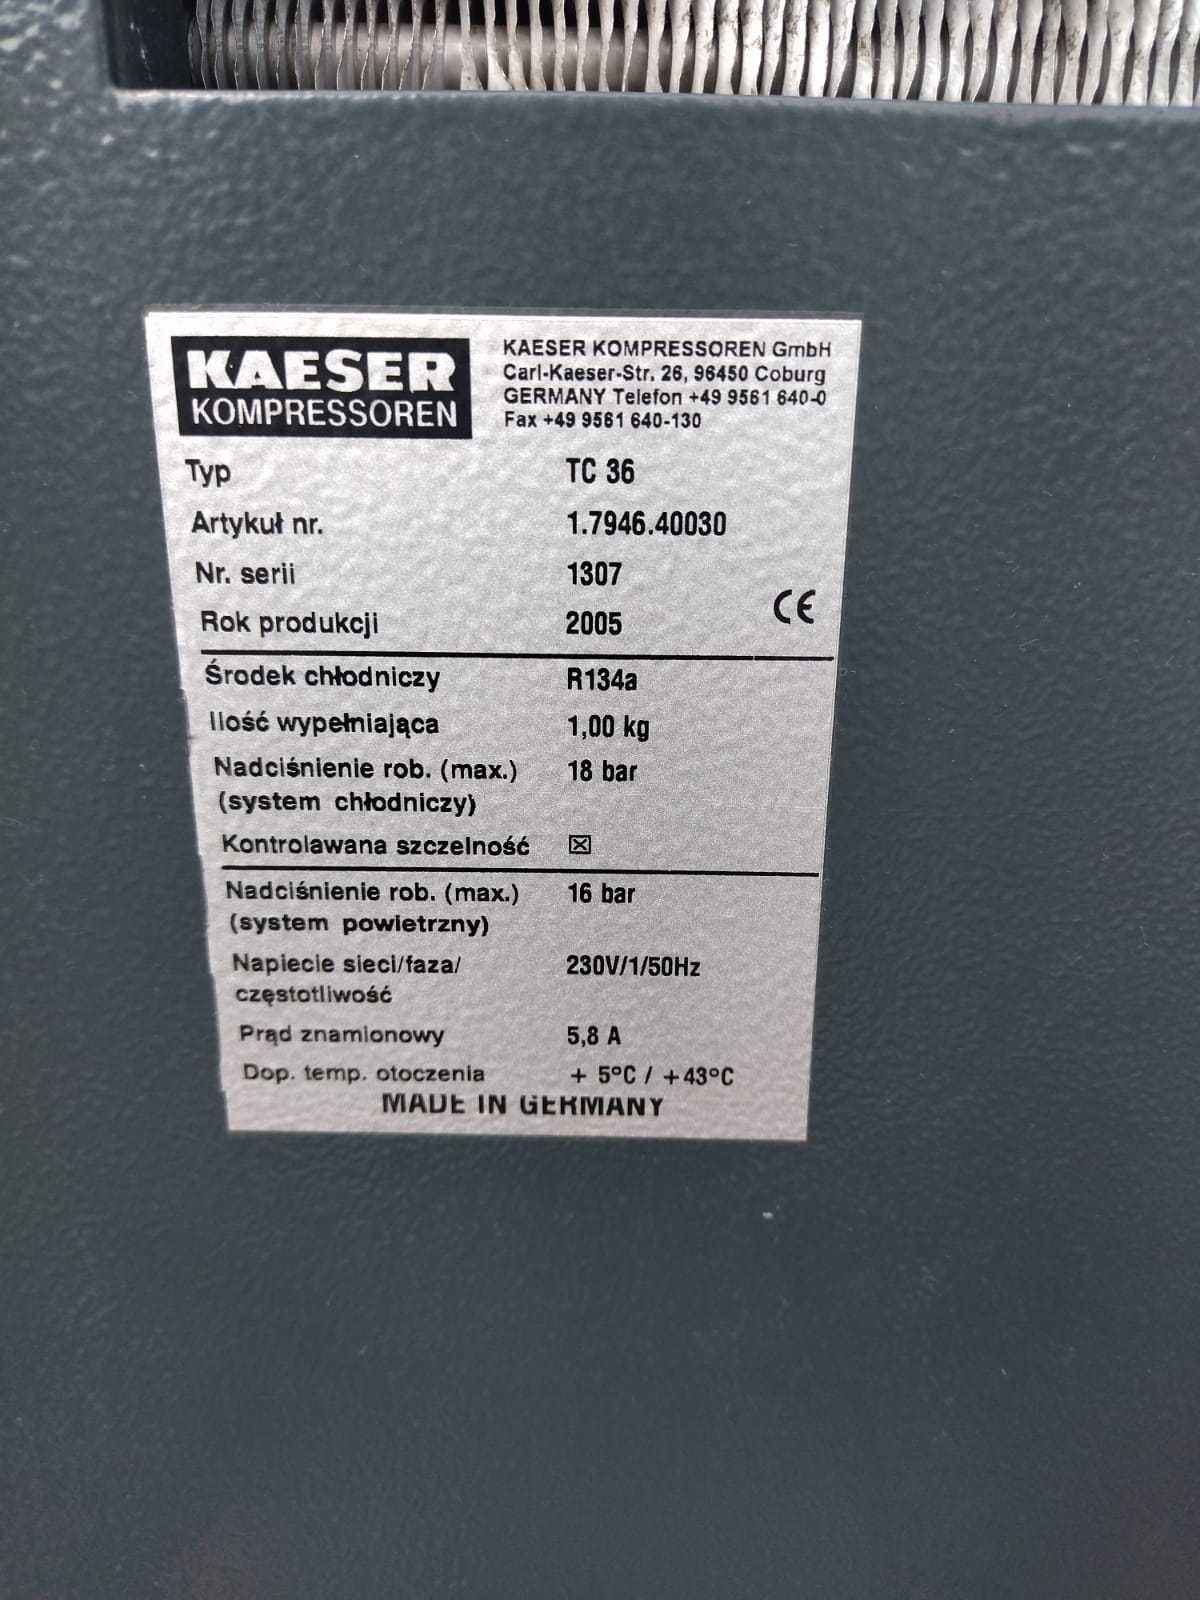 KAESER
KOMPRESSOREN
KAESER KOMPRESSOREN GmbH
Carl-Kaeser-Str. 26, 96450 Coburg
GERMANY Telefon +49 9561 640-0
Fax +49 9561 640-130
Typ TC 36
Artykuł nr. 1.7946.40030
Nr. serii 1307
Rok produkcji 2005
CE
Środek chłodniczy R134a
Ilość wypełniająca 1,00 kg
Nadciśnienie rob. (max.) 18 bar
(system chłodniczy)
Kontrolawana szczelność ☒
Nadciśnienie rob. (max.) 16 bar
(system powietrzny)
Napiecie sieci/faza/ 230V/1/50Hz
częstotliwość
Prąd znamionowy 5,8 A
Dop. temp. otoczenia + 5°C / +43°C
MADE IN GERMANY